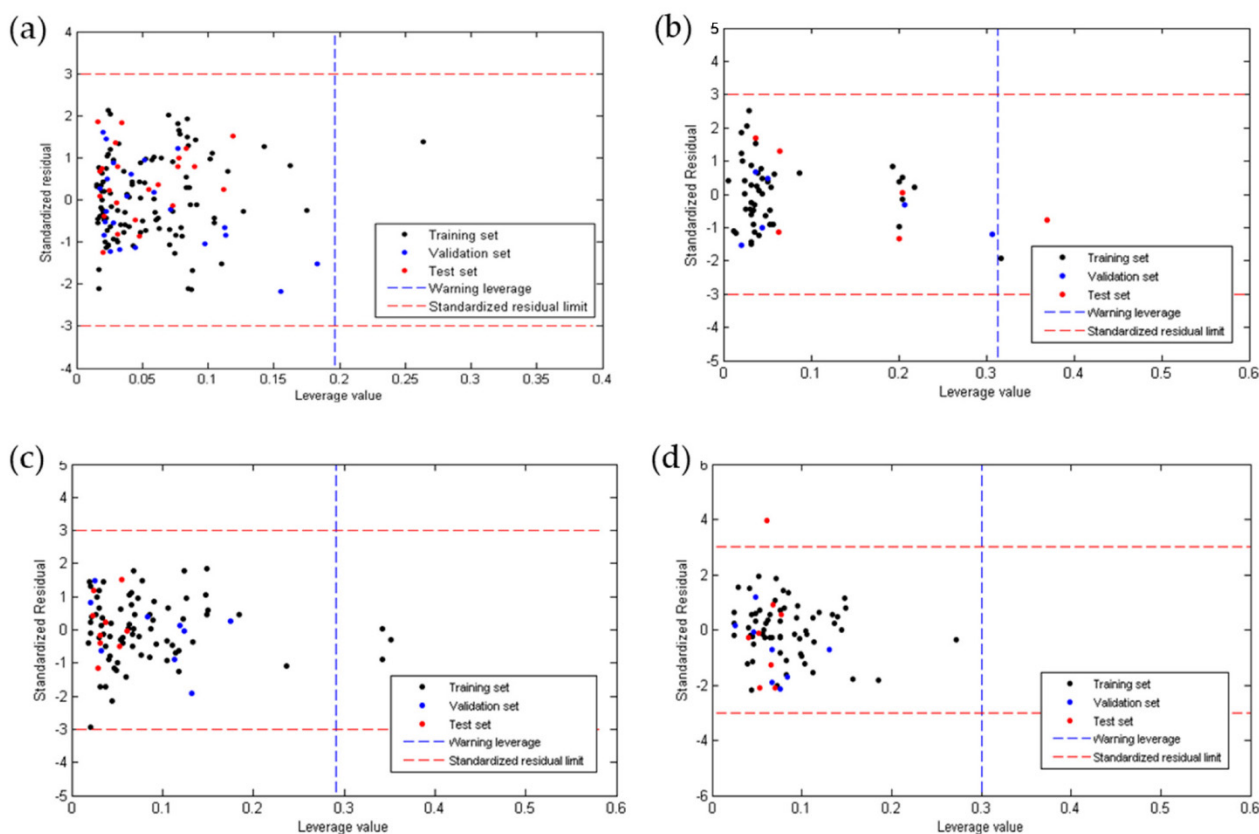 (a)
4
3
2
1
0
-1
-2
-3
-4
Standardized residual
Training set
Validation set
Test set
Warning leverage
Standardized residual limit
0 0.05 0.1 0.15 0.2 0.25 0.3 0.35 0.4
Leverage value
(b)
5
4
3
2
1
0
-1
-2
-3
-4
-5
Standardized Residual
Training set
Validation set
Test set
Warning leverage
Standardized residual limit
0 0.1 0.2 0.3 0.4 0.5 0.6
Leverage value
(c)
5
4
3
2
1
0
-1
-2
-3
-4
-5
Standardized Residual
Training set
Validation set
Test set
Warning leverage
Standardized residual limit
0 0.1 0.2 0.3 0.4 0.5 0.6
Leverage value
(d)
6
4
2
0
-2
-4
-6
Standardized Residual
Training set
Validation set
Test set
Warning leverage
Standardized residual limit
0 0.1 0.2 0.3 0.4 0.5 0.6
Leverage value